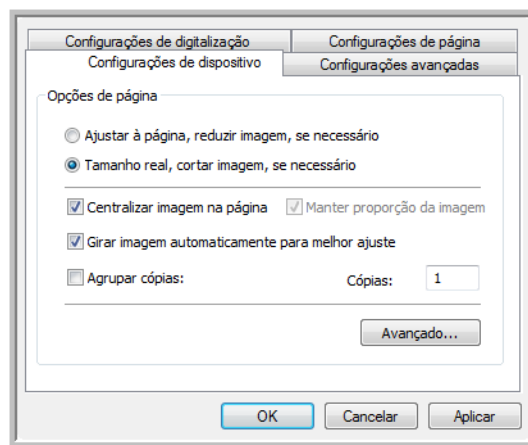 Configurações de digitalização Configurações de página
Configurações de dispositivo Configurações avançadas
Opções de página
Ajustar à página, reduzir imagem, se necessário
Tamanho real, cortar imagem, se necessário
Centralizar imagem na página Manter proporção da imagem
Girar imagem automaticamente para melhor ajuste
Agrupar cópias: Cópias: 1
Avançado...
OK Cancelar Aplicar